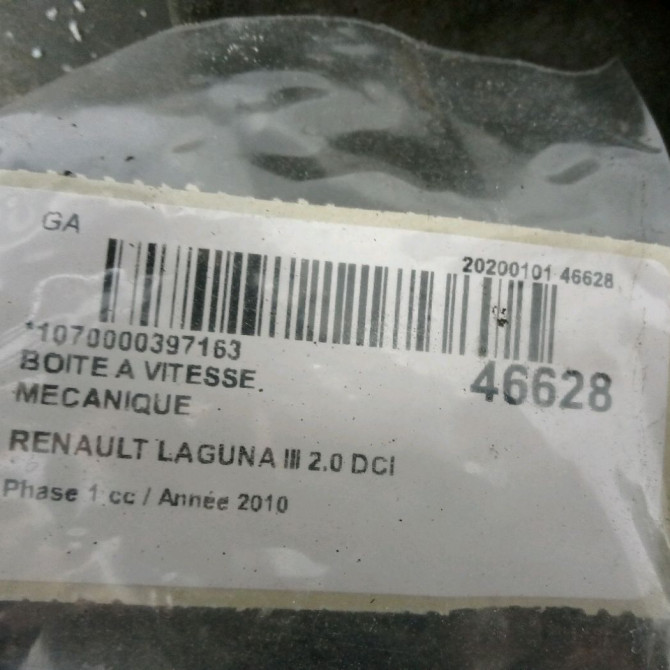 GA
20200101 46628
*1070000397163
46628
BOITE A VITESSE
MECANIQUE
RENAULT LAGUNA III 2.0 DCI
Phase 1 cc / Année 2010